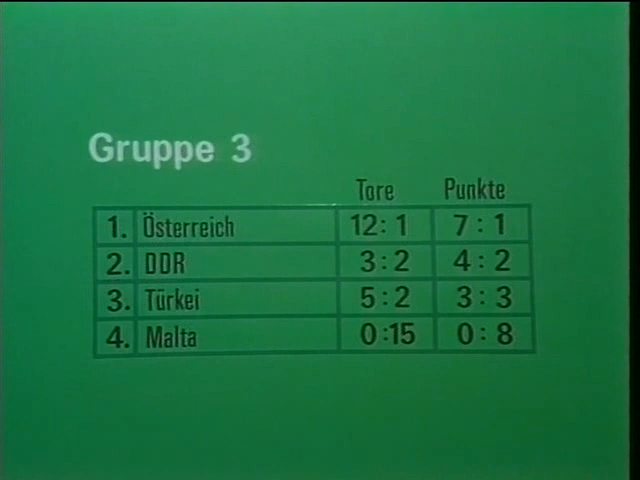 Gruppe 3
Tore Punkte
1. Österreich 12:1 7:1
2. DDR 3:2 4:2
3. Türkei 5:2 3:3
4. Malta 0:15 0:8